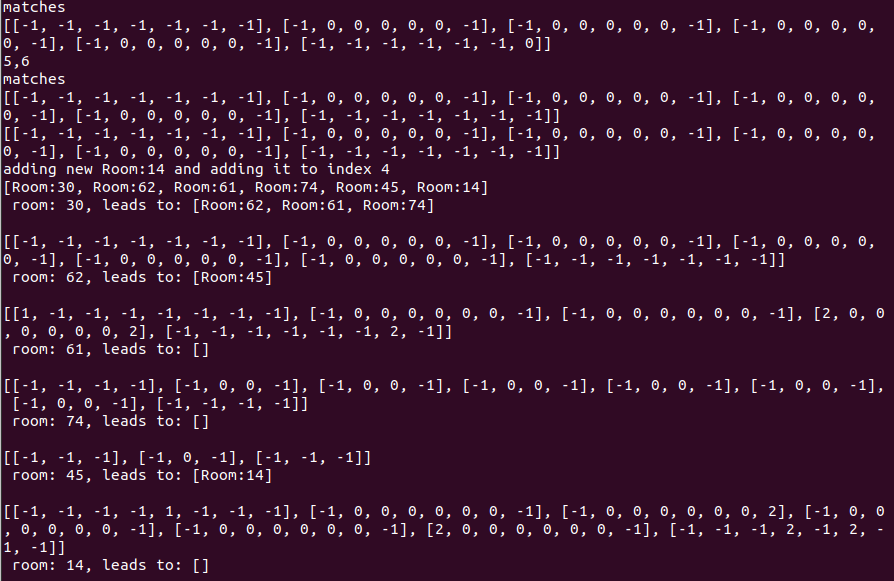 matches
[[-1, -1, -1, -1, -1, -1, -1], [-1, 0, 0, 0, 0, 0, -1], [-1, 0, 0, 0, 0, 0, -1], [-1, 0, 0, 0, 0,
0, -1], [-1, 0, 0, 0, 0, 0, -1], [-1, -1, -1, -1, -1, -1, 0]]
5,6
matches
[[-1, -1, -1, -1, -1, -1, -1], [-1, 0, 0, 0, 0, 0, -1], [-1, 0, 0, 0, 0, 0, -1], [-1, 0, 0, 0, 0,
0, -1], [-1, 0, 0, 0, 0, 0, -1], [-1, -1, -1, -1, -1, -1, -1]]
[[-1, -1, -1, -1, -1, -1, -1], [-1, 0, 0, 0, 0, 0, -1], [-1, 0, 0, 0, 0, 0, -1], [-1, 0, 0, 0, 0,
0, -1], [-1, 0, 0, 0, 0, 0, -1], [-1, -1, -1, -1, -1, -1, -1]]
adding new Room:14 and adding it to index 4
[Room:30, Room:62, Room:61, Room:74, Room:45, Room:14]
 room: 30, leads to: [Room:62, Room:61, Room:74]

[[-1, -1, -1, -1, -1, -1, -1], [-1, 0, 0, 0, 0, 0, -1], [-1, 0, 0, 0, 0, 0, -1], [-1, 0, 0, 0, 0,
0, -1], [-1, 0, 0, 0, 0, 0, -1], [-1, 0, 0, 0, 0, 0, -1], [-1, -1, -1, -1, -1, -1, -1]]
 room: 62, leads to: [Room:45]

[[1, -1, -1, -1, -1, -1, -1, -1], [-1, 0, 0, 0, 0, 0, 0, -1], [-1, 0, 0, 0, 0, 0, 0, -1], [2, 0, 0
, 0, 0, 0, 0, 2], [-1, -1, -1, -1, -1, -1, 2, -1]]
 room: 61, leads to: []

[[-1, -1, -1, -1], [-1, 0, 0, -1], [-1, 0, 0, -1], [-1, 0, 0, -1], [-1, 0, 0, -1], [-1, 0, 0, -1],
 [-1, 0, 0, -1], [-1, -1, -1, -1]]
 room: 74, leads to: []

[[-1, -1, -1], [-1, 0, -1], [-1, -1, -1]]
 room: 45, leads to: [Room:14]

[[-1, -1, -1, -1, 1, -1, -1, -1], [-1, 0, 0, 0, 0, 0, 0, -1], [-1, 0, 0, 0, 0, 0, 0, 2], [-1, 0, 0
, 0, 0, 0, 0, -1], [-1, 0, 0, 0, 0, 0, 0, -1], [2, 0, 0, 0, 0, 0, 0, -1], [-1, -1, -1, 2, -1, 2, -
1, -1]]
 room: 14, leads to: []